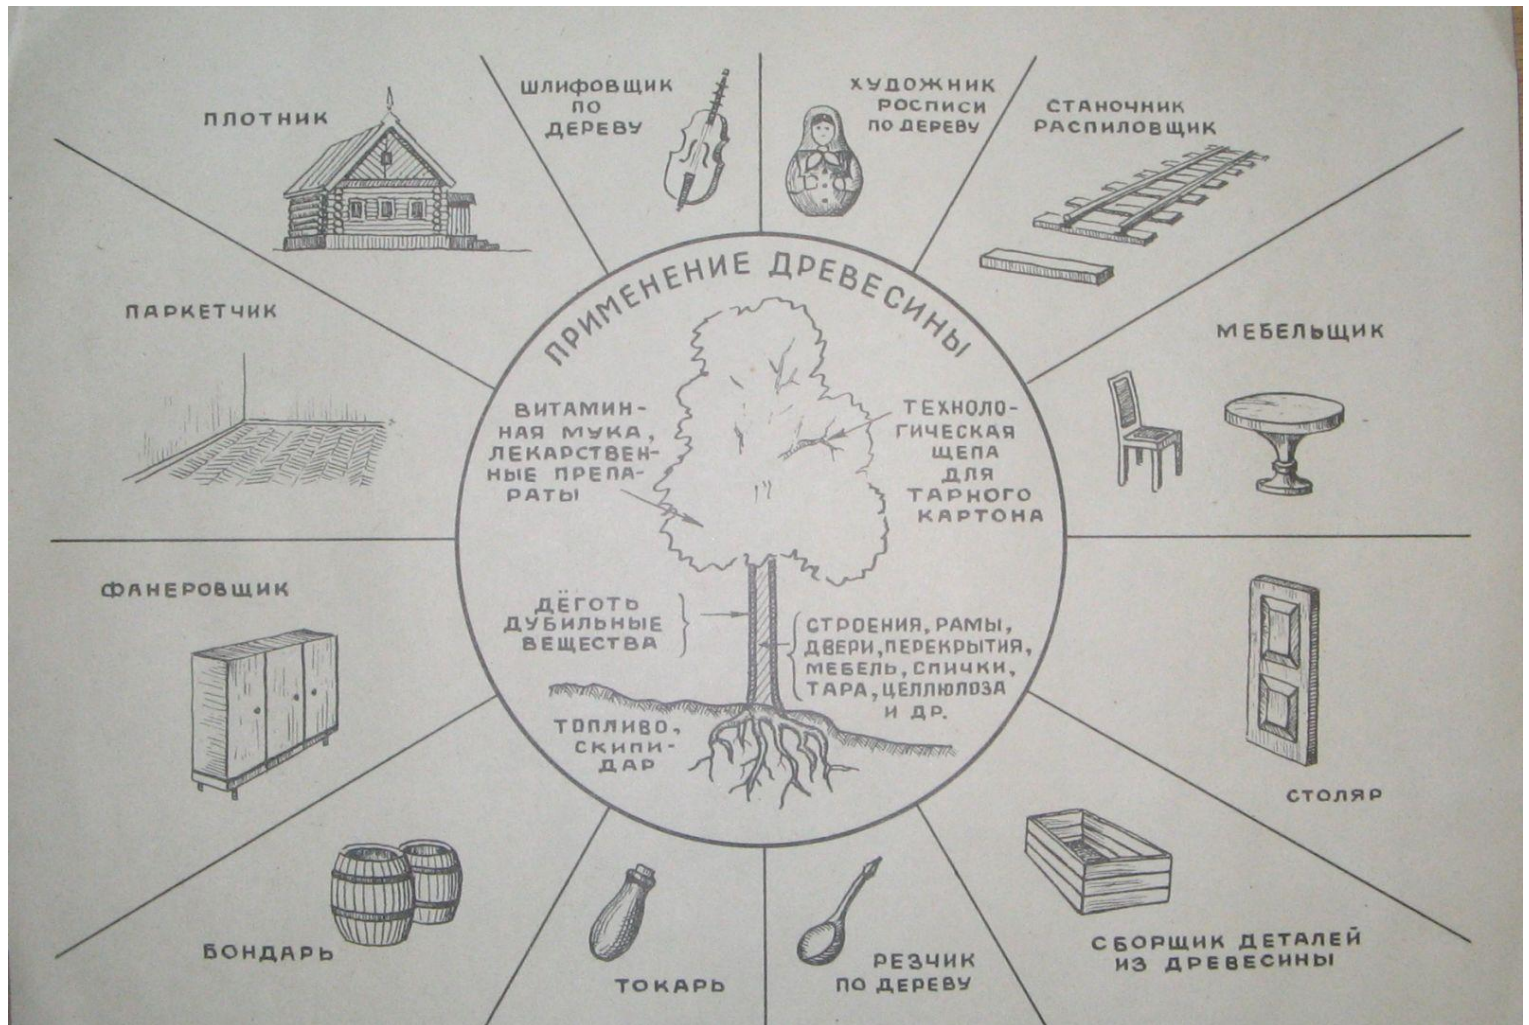 ПЛОТНИК
ШЛИФОВЩИК
ПО
ДЕРЕВУ
ХУДОЖНИК
РОСПИСИ
ПО ДЕРЕВУ
СТАНОЧНИК
РАСПИЛОВЩИК
ПАРКЕТЧИК
МЕБЕЛЬЩИК
ПРИМЕНЕНИЕ ДРЕВЕСИНЫ
ВИТАМИН-
НАЯ МУКА,
ЛЕКАРСТВЕН-
НЫЕ ПРЕПА-
РАТЫ
ТЕХНОЛО-
ГИЧЕСКАЯ
ЩЕПА
ДЛЯ
ТАРНОГО
КАРТОНА
ДЁГОТЬ
ДУБИЛЬНЫЕ
ВЕЩЕСТВА
СТРОЕНИЯ, РАМЫ,
ДВЕРИ, ПЕРЕКРЫТИЯ,
МЕБЕЛЬ, СПИЧКИ,
ТАРА, ЦЕЛЛЮЛОЗА
И ДР.
ТОПЛИВО,
СКИПИ-
ДАР
ФАНЕРОВЩИК
СТОЛЯР
БОНДАРЬ
ТОКАРЬ
РЕЗЧИК
ПО ДЕРЕВУ
СБОРЩИК ДЕТАЛЕЙ
ИЗ ДРЕВЕСИНЫ